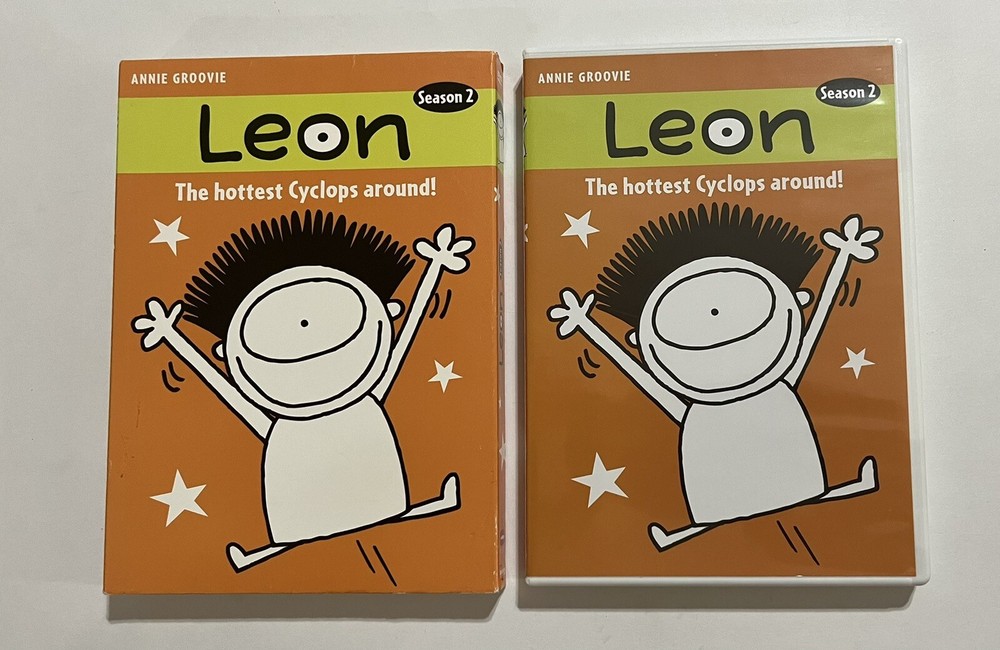 ANNIE GROOVIE
Season 2
Leon
The hottest Cyclops around!
ANNIE GROOVIE
Season 2
Leon
The hottest Cyclops around!